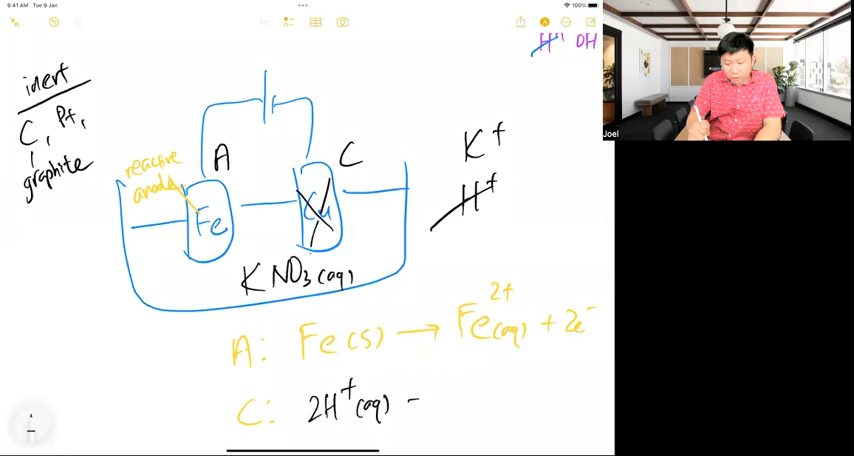 9:41 AM Tue 9 Jan
100%
H⁺ OH
Joel
inert
C, Pt,
graphite
reactive
anode
A
C
Fe
Cu
KNO₃(aq)
K⁺
H⁺
A: Fe(s) → Fe²⁺(aq) + 2e⁻
C: 2H⁺(aq) -